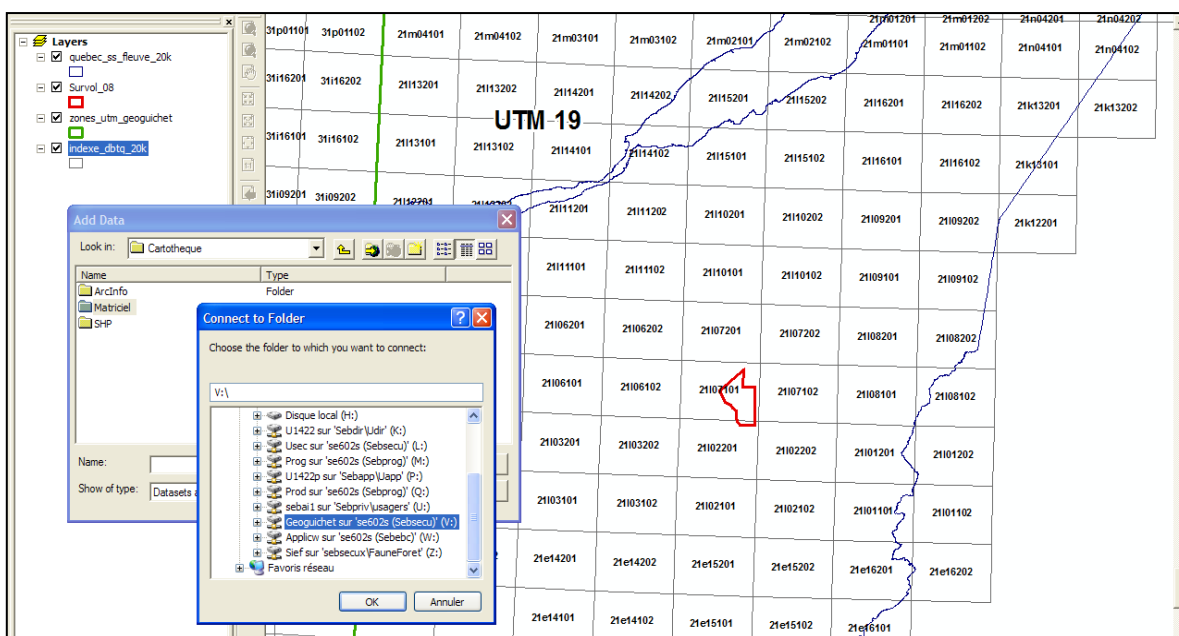 Layers
quebec_ss_fleuve_20k
Survol_08
zones_utm_geoguichet
indexe_dbtq_20k
21m01201 21m01202 21n04201 21n04202
31p01101 31p01102 21m04101 21m04102 21m03101 21m03102 21m02101 21m02102 21m01101 21m01102 21n04101 21n04102
31i16201 31i16202 21l13201 21l13202 21l14201 21l14202 21l15201 21l15202 21l16201 21l16202 21k13201 21k13202
UTM 19
31i16101 31i16102 21l13101 21l13102 21l14101 21l14102 21l15101 21l15102 21l16101 21l16102 21k13101
31i09201 31i09202 21l12201 21l12202 21l11201 21l11202 21l10201 21l10202 21l09201 21l09202 21k12201
21l11101 21l11102 21l10101 21l10102 21l09101 21l09102
21l06201 21l06202 21l07201 21l07202 21l08201 21l08202
21l06101 21l06102 21l07101 21l07102 21l08101 21l08102
21l03201 21l03202 21l02201 21l02202 21l01201 21l01202
21l03101 21l03102 21l02101 21l02102 21l01101 21l01102
21e14201 21e14202 21e15201 21e15202 21e16201 21e16202
21e14101 21e14102 21e15101 21e15102 21e16101
Add Data
Look in: Cartotheque
Name Type
ArcInfo Folder
Matriciel
SHP
Name:
Show of type: Datasets a
Connect to Folder
Choose the folder to which you want to connect:
V:\
Disque local (H:)
U1422 sur 'Sebdir\Udir' (K:)
Usec sur 'se602s (Sebsecu)' (L:)
Prog sur 'se602s (Sebprog)' (M:)
U1422p sur 'Sebapp\Uapp' (P:)
Prod sur 'se602s (Sebprog)' (Q:)
sebai1 sur 'Sebpriv\usagers' (U:)
Geoguichet sur 'se602s (Sebsecu)' (V:)
Applicw sur 'se602s (Sebebc)' (W:)
Sief sur 'sebsecux\FauneForet' (Z:)
Favoris réseau
OK Annuler